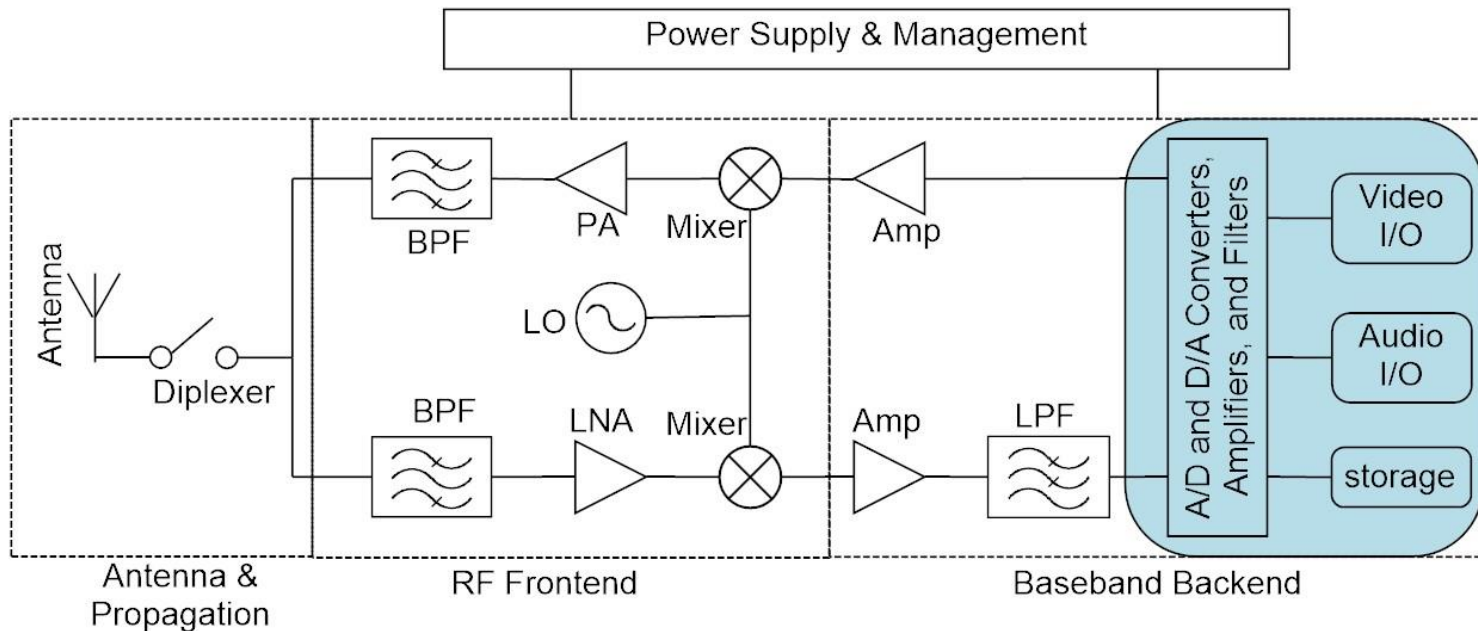 Power Supply & Management
Antenna
Diplexer
BPF
PA
Mixer
Amp
LO
BPF
LNA
Mixer
Amp
LPF
A/D and D/A Converters,
Amplifiers, and Filters
Video
I/O
Audio
I/O
storage
Antenna &
Propagation
RF Frontend
Baseband Backend